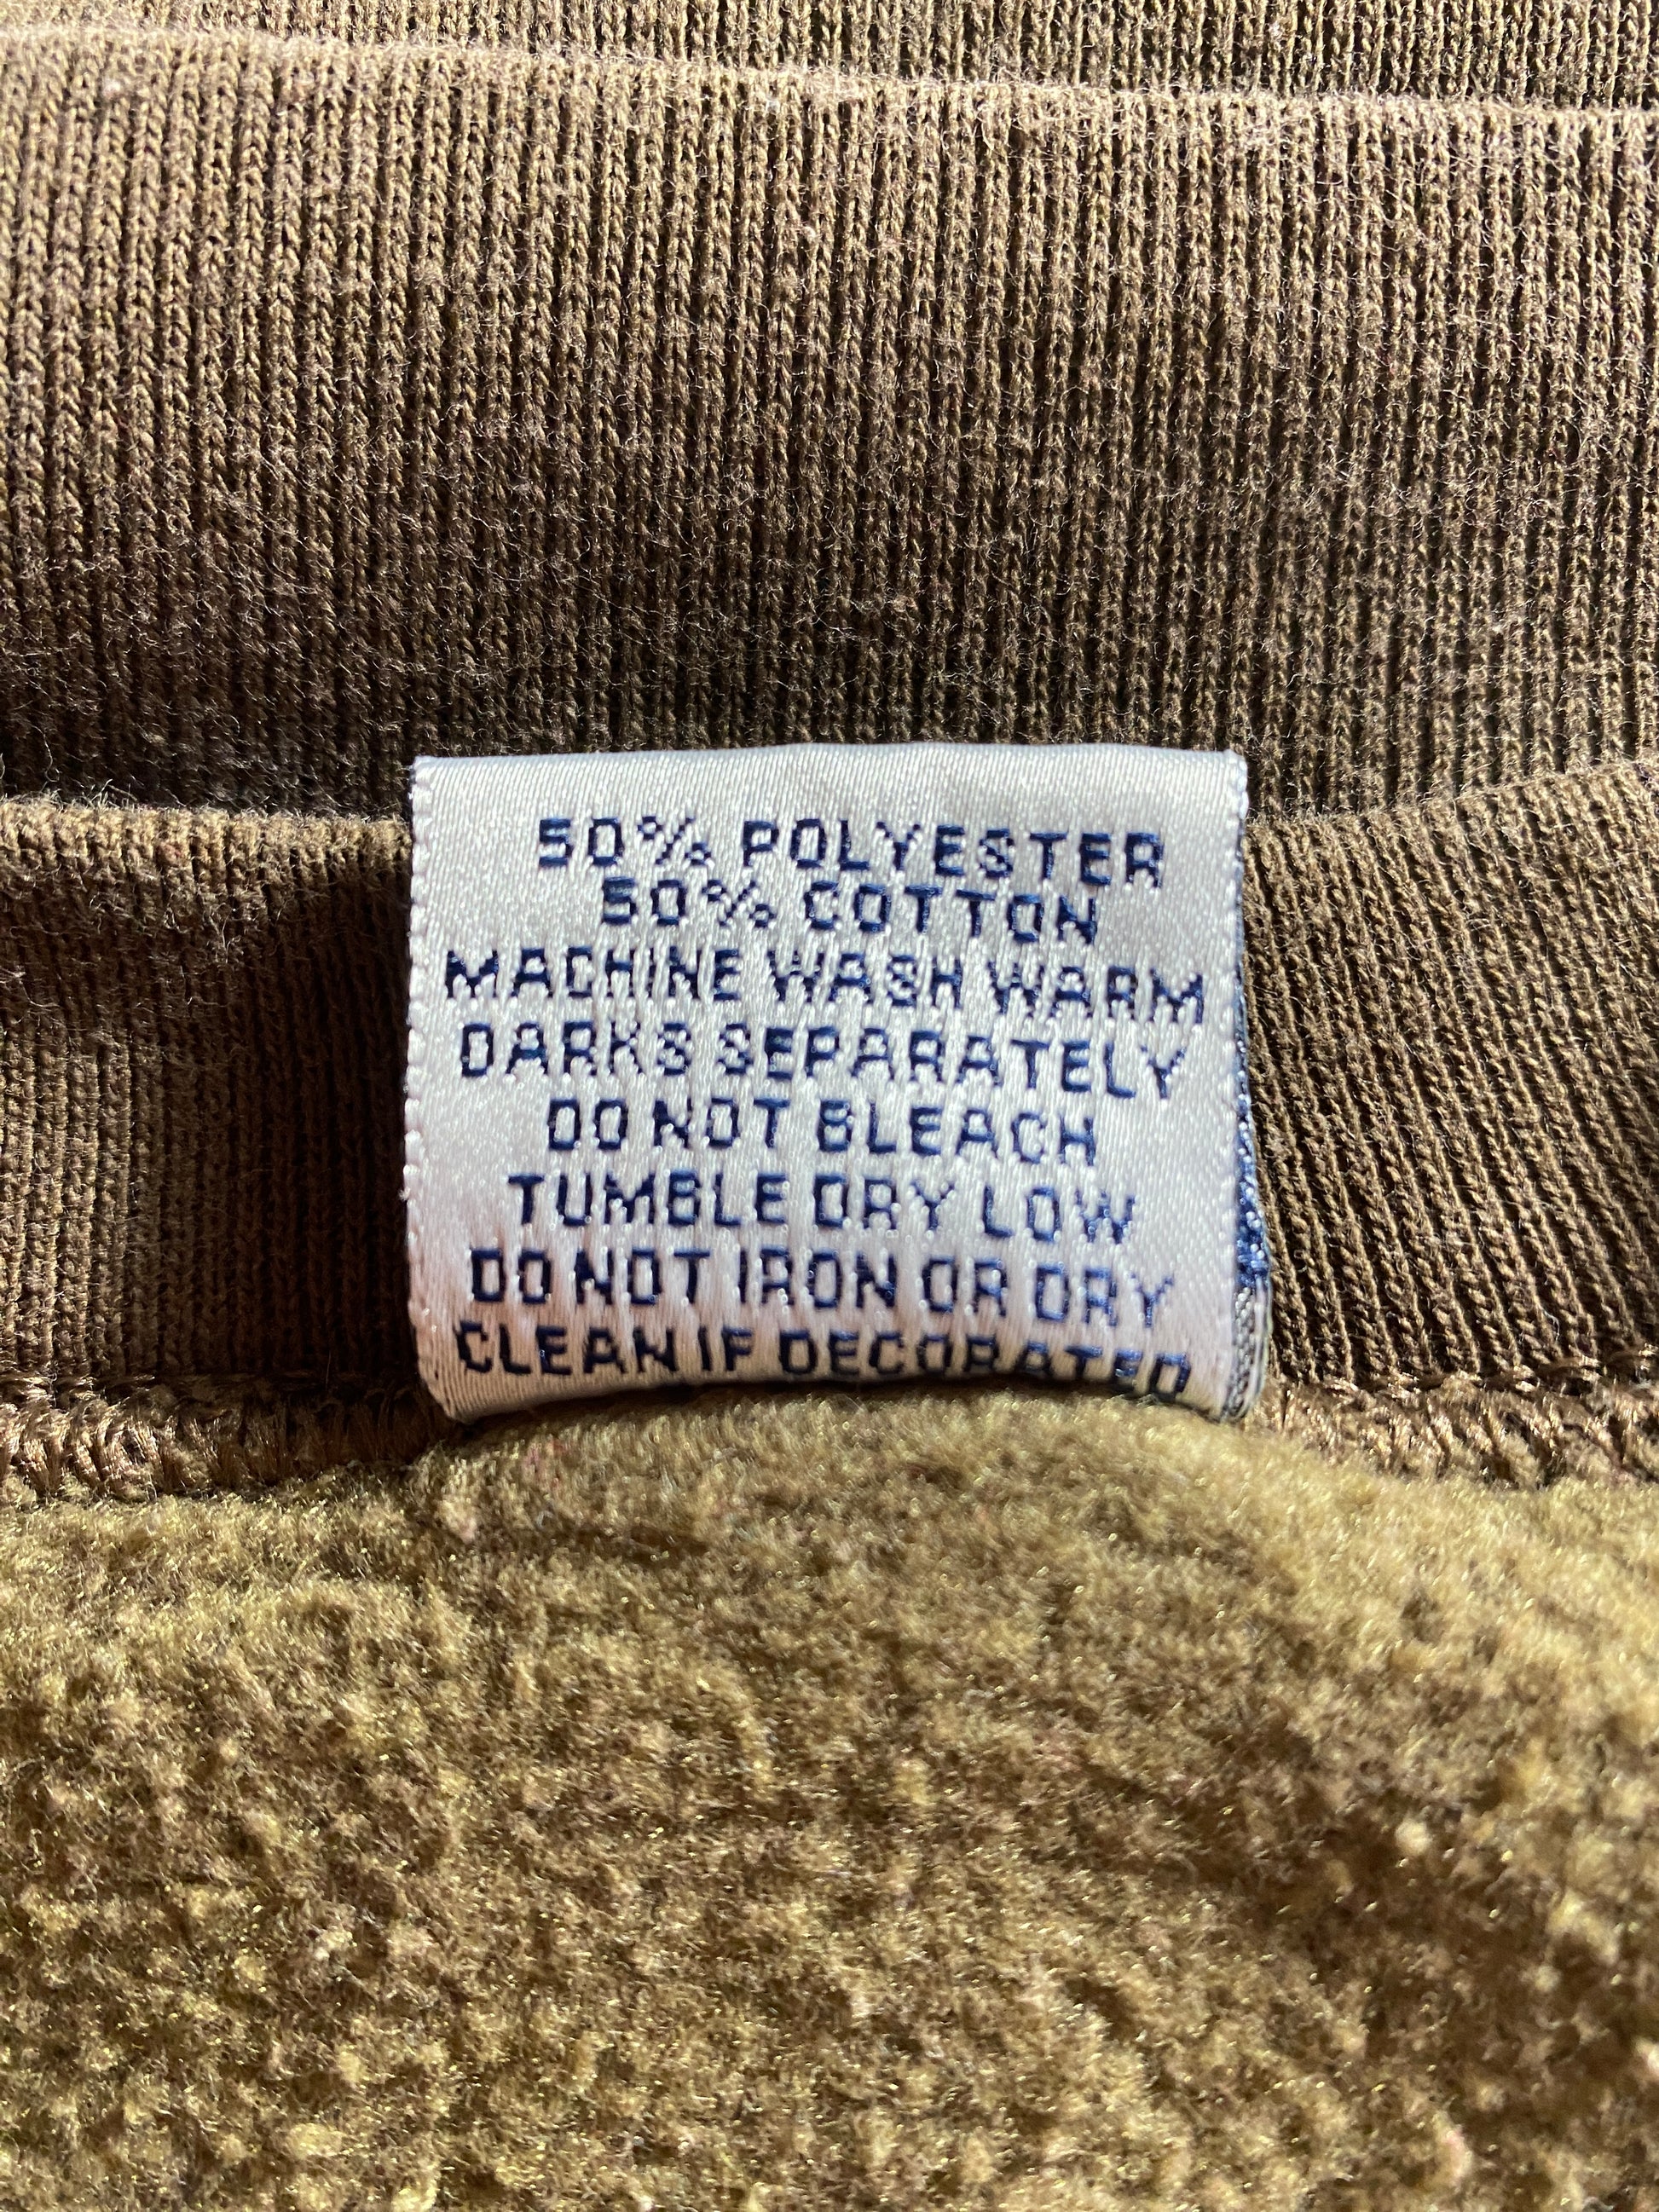 50% POLYESTER
50% COTTON
MACHINE WASH WARM
DARKS SEPARATELY
DO NOT BLEACH
TUMBLE DRY LOW
DO NOT IRON OR DRY
CLEAN IF DECORATED